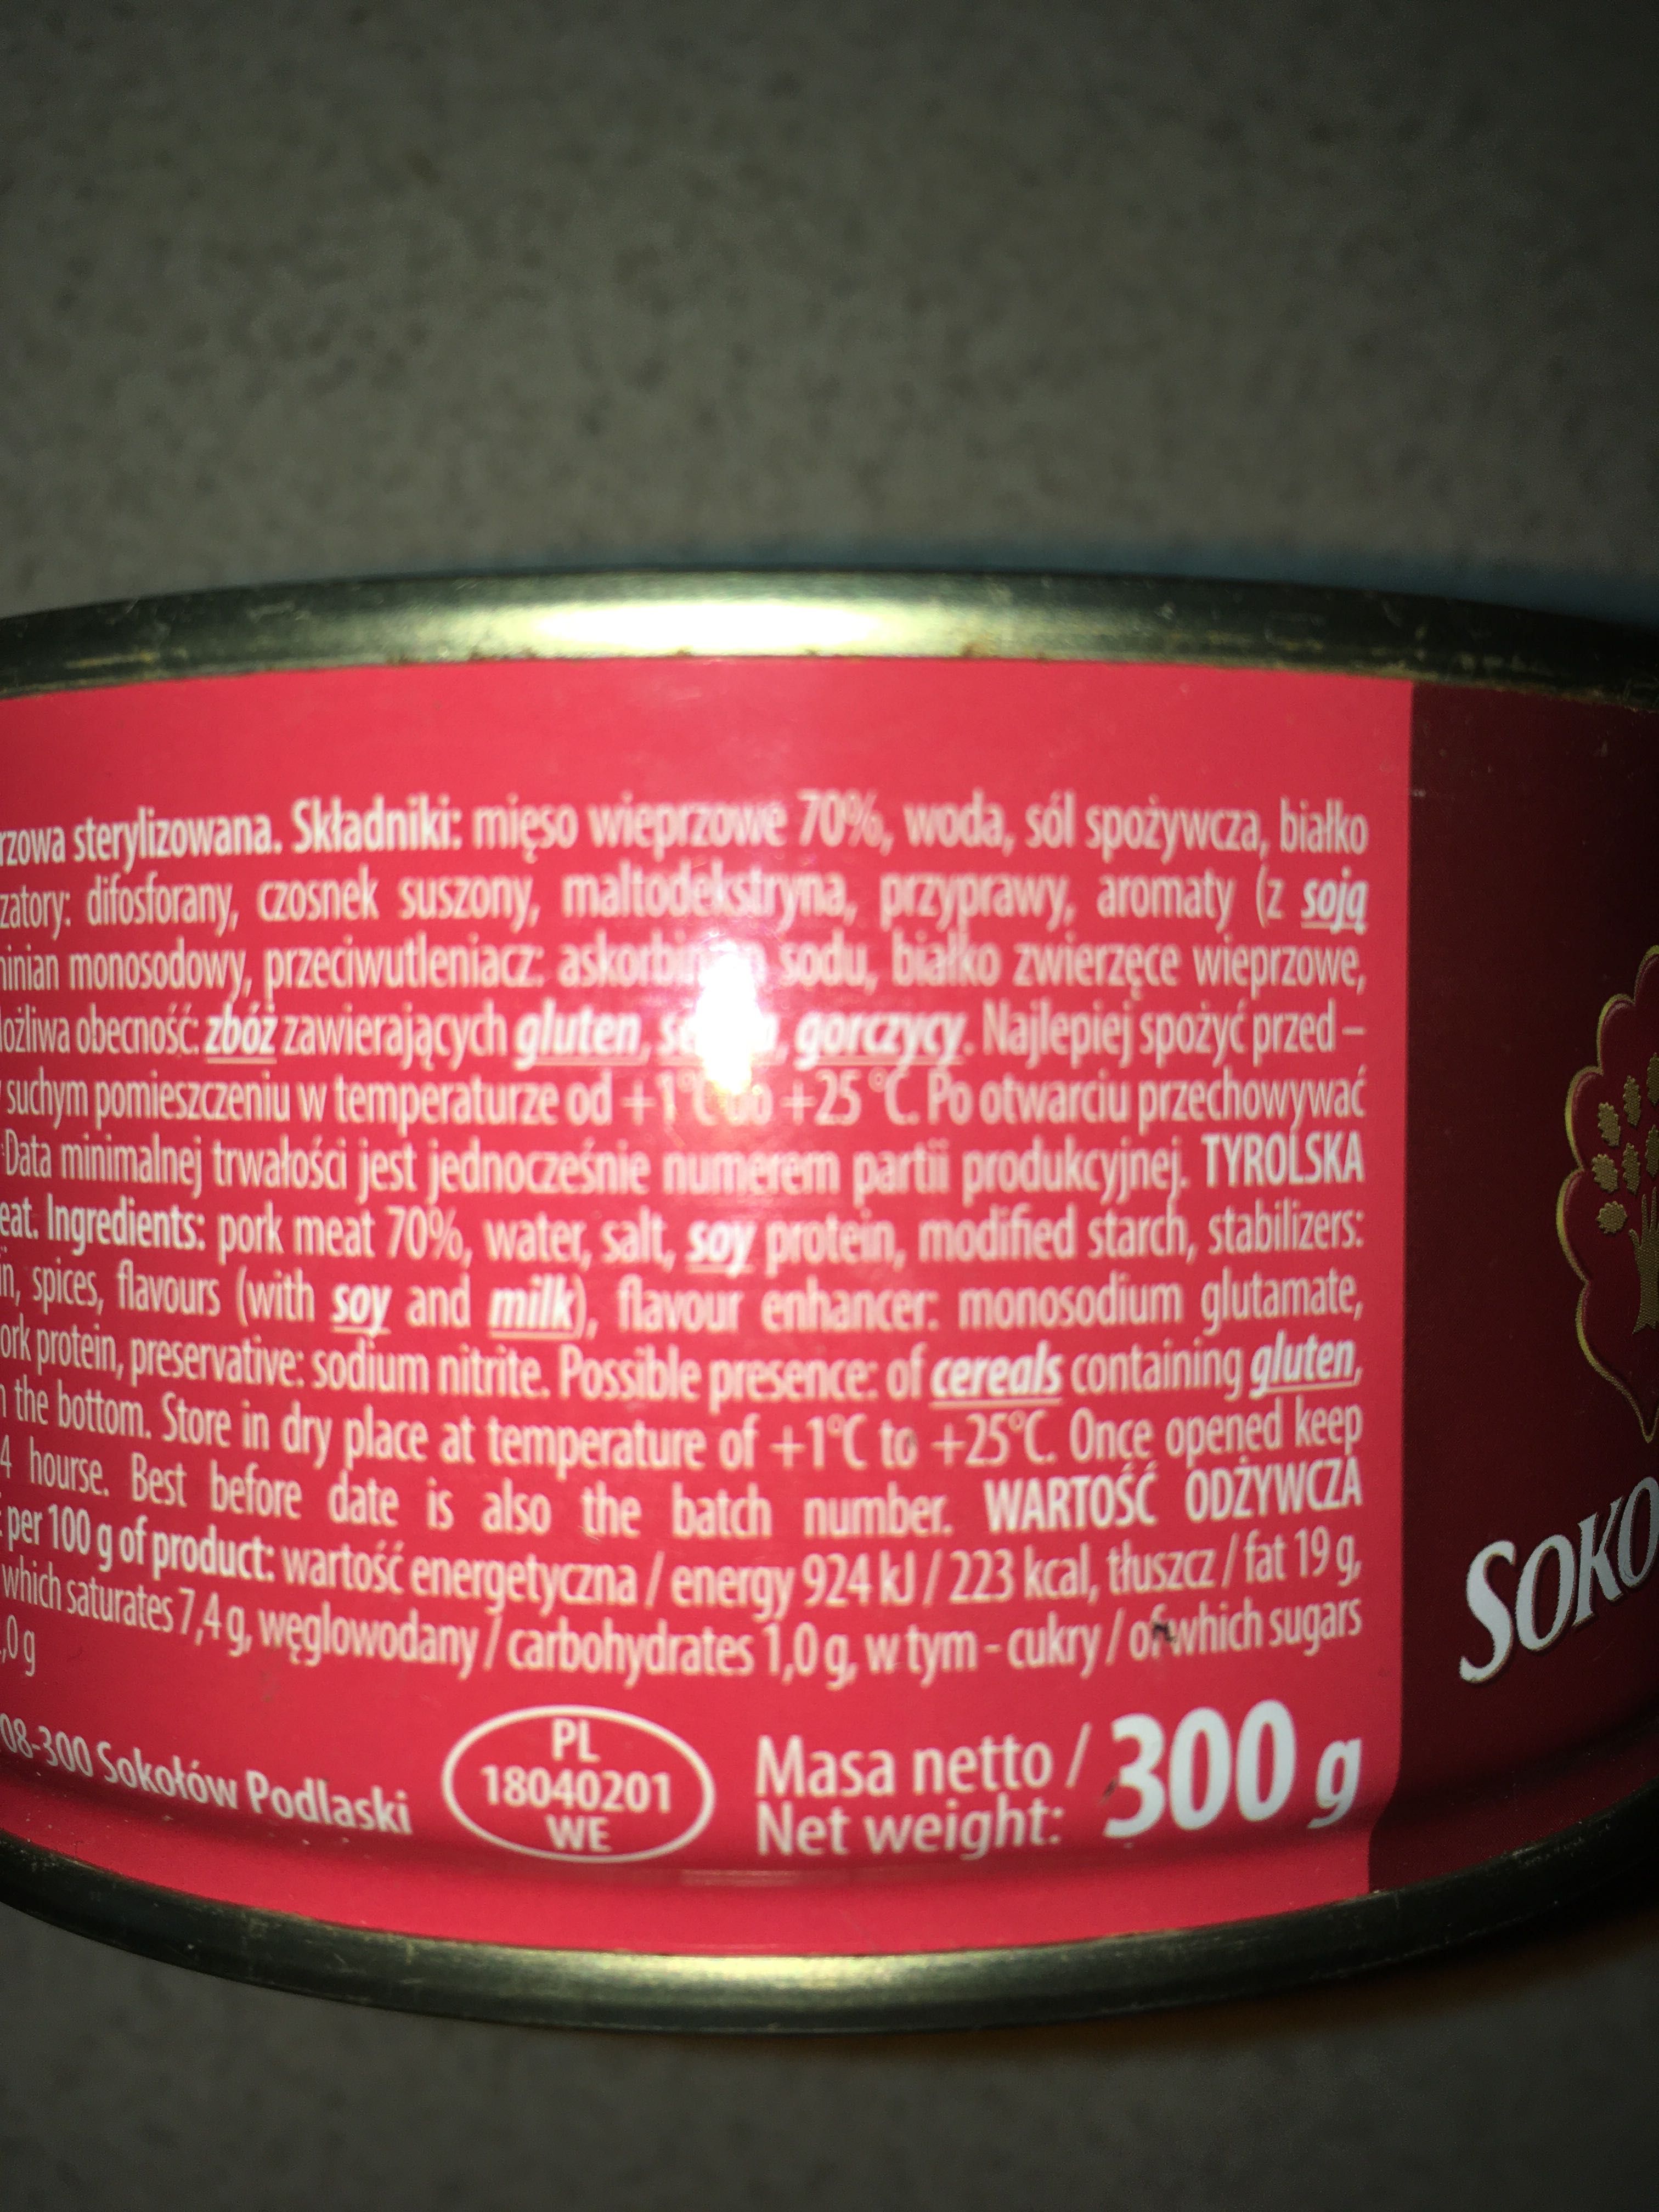 sterylizowana. Składniki: mięso wieprzowe 70%, woda, sól spożywcza, białko
difosforany, czosnek suszony, maltodekstryna, przyprawy, aromaty (z soją
monosodowy, przeciwutleniacz: sodu, białko zwierzęce wieprzowe,
obecność: zbóż zawierających gluten, gorczycy. Najlepiej spożyć przed –
suchym pomieszczeniu w temperaturze od +1°C do +25 °C. Po otwarciu przechowywać
Data minimalnej trwałości jest jednocześnie numerem partii produkcyjnej. TYROLSKA
eat. Ingredients: pork meat 70%, water, salt, soy protein, modified starch, stabilizers:
in, spices, flavours (with soy and milk), flavour enhancer: monosodium glutamate,
ork protein, preservative: sodium nitrite. Possible presence: of cereals containing gluten,
the bottom. Store in dry place at temperature of +1°C to +25°C. Once opened keep
4 hourse. Best before date is also the batch number. WARTOŚĆ ODŻYWCZA
per 100 g of product: wartość energetyczna / energy 924 kJ / 223 kcal, tłuszcz / fat 19 g,
which saturates 7,4 g, węglowodany / carbohydrates 1,0 g, w tym - cukry / of which sugars
,0 g
08-300 Sokołów Podlaski
PL
18040201
WE
Masa netto /
Net weight:
300 g
SOKO